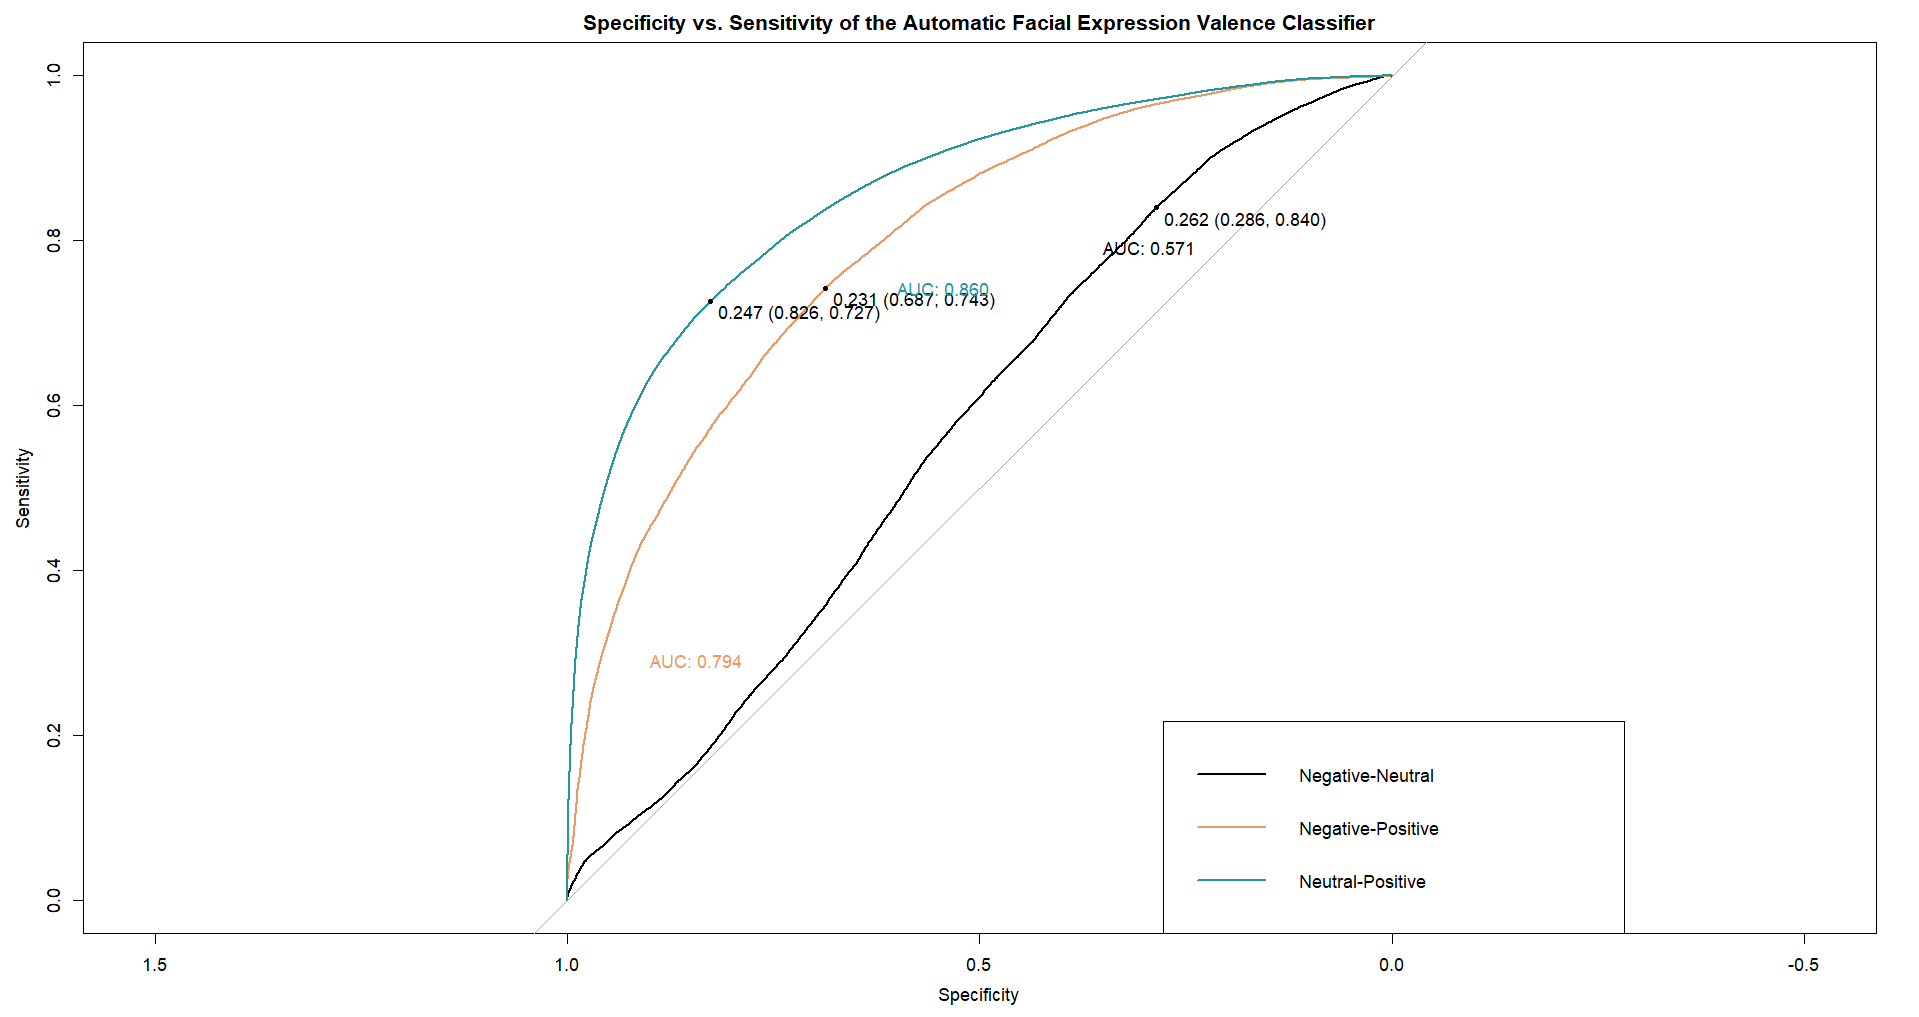 Specificity vs. Sensitivity of the Automatic Facial Expression Valence Classifier
1.0
0.8
0.6
0.4
0.2
0.0
Sensitivity
0.262 (0.286, 0.840)
AUC: 0.571
AUC: 0.860
0.231 (0.687, 0.743)
0.247 (0.826, 0.727)
AUC: 0.794
Negative-Neutral
Negative-Positive
Neutral-Positive
1.5
1.0
0.5
0.0
-0.5
Specificity